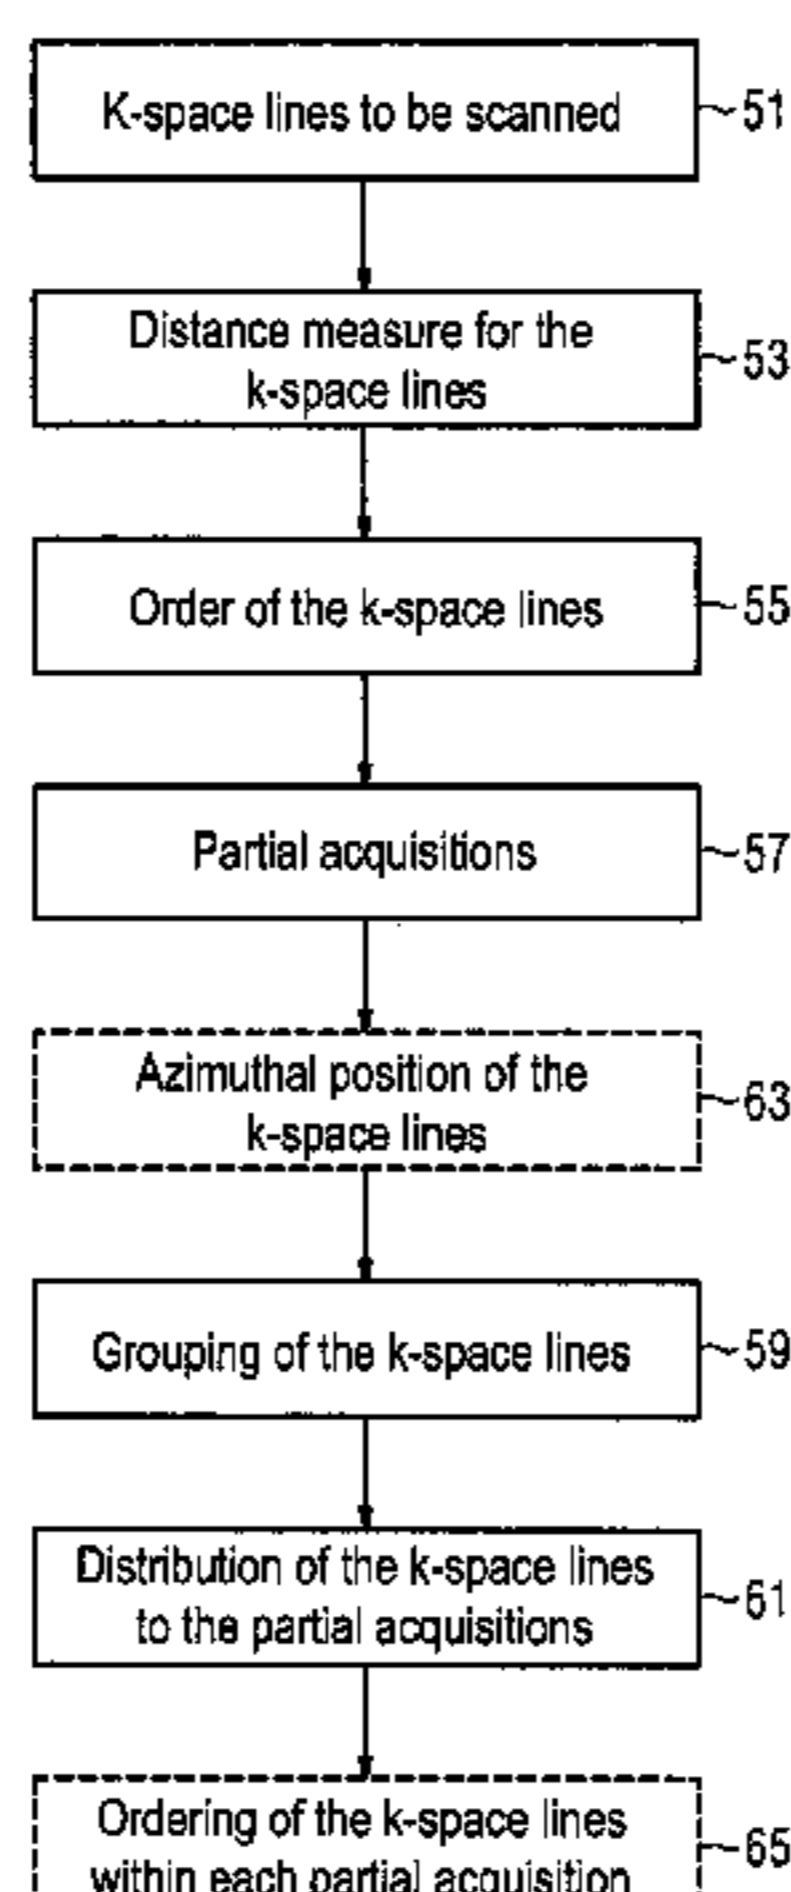 K-space lines to be scanned
51
Distance measure for the
k-space lines
53
Order of the k-space lines
55
Partial acquisitions
57
Azimuthal position of the
k-space lines
63
Grouping of the k-space lines
59
Distribution of the k-space lines
to the partial acquisitions
61
Ordering of the k-space lines
within each partial acquisition
65